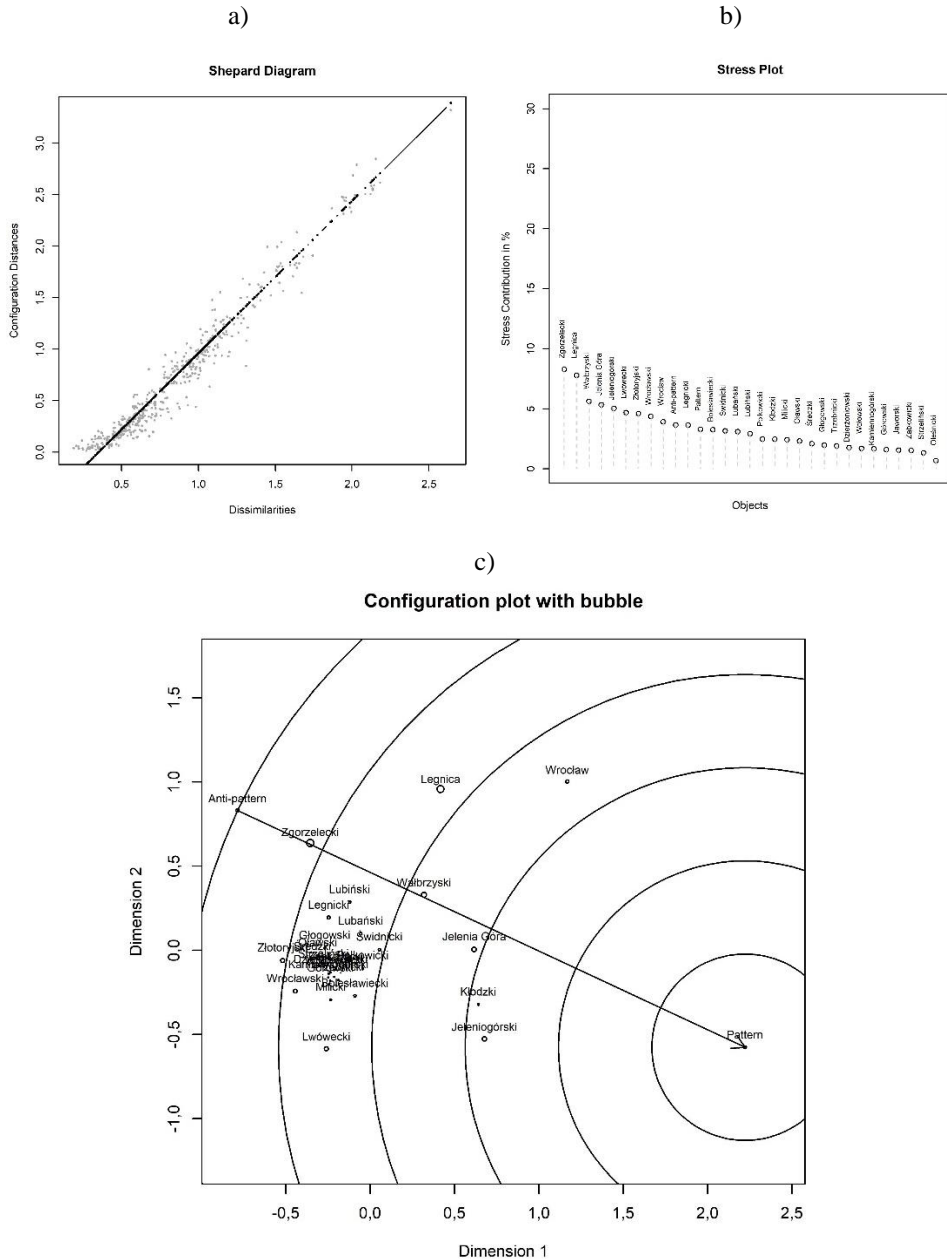 a)
b)
Shepard Diagram
Stress Plot
Configuration Distances
0,0
0,5
1,0
1,5
2,0
2,5
3,0
0,5
1,0
1,5
2,0
2,5
Dissimilarities
Stress Contribution in %
0
5
10
15
20
25
30
Zgorzelecki
Legnica
Wałbrzyski
Jelenia Góra
Jeleniogórski
Lwówecki
Złotoryjski
Wrocławski
Wrocław
Anti-pattern
Legnicki
Pattern
Bolesławiecki
Świdnicki
Lubański
Lubiński
Polkowicki
Kłodzki
Milicki
Oławski
Średzki
Głogowski
Trzebnicki
Dzierżoniowski
Wołowski
Kamiennogórski
Górowski
Jaworski
Ząbkowicki
Strzeliński
Oleśnicki
Objects
c)
Configuration plot with bubble
Dimension 2
1,5
1,0
0,5
0,0
-0,5
-1,0
Wrocław
Legnica
Anti-pattern
Zgorzelecki
Wałbrzyski
Lubiński
Legnicki
Lubański
Głogowski
Świdnicki
Jelenia Góra
Oławski
Złotoryjski
Wrocławski
Milicki
Kłodzki
Jeleniogórski
Lwówecki
Pattern
-0,5
0,0
0,5
1,0
1,5
2,0
2,5
Dimension 1